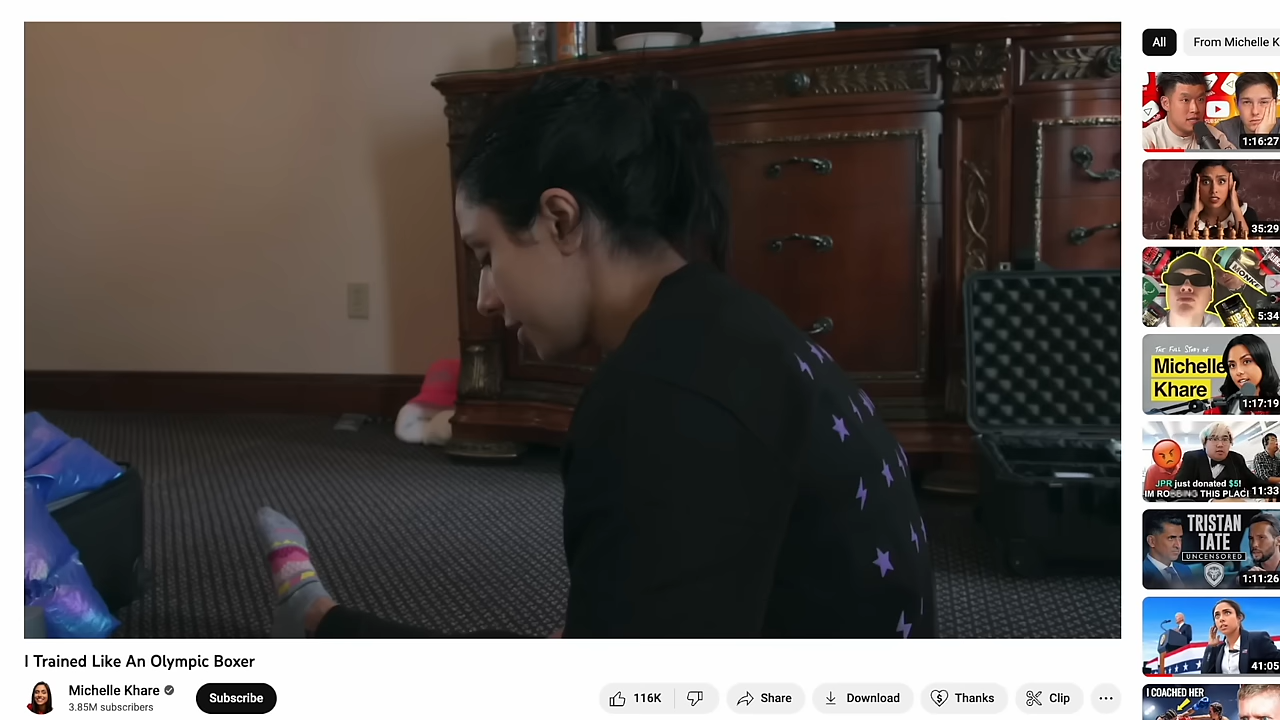 All
From Michelle K
1:16:27
35:29
5:34
THE FULL STORY OF
Michelle
Khare
1:17:19
JPR just donated $5!
11:33
TRISTAN
TATE
UNCENSORED
1:11:26
41:05
I COACHED HER
I Trained Like An Olympic Boxer
Michelle Khare
3.85M subscribers
Subscribe
116K
Share
Download
Thanks
Clip